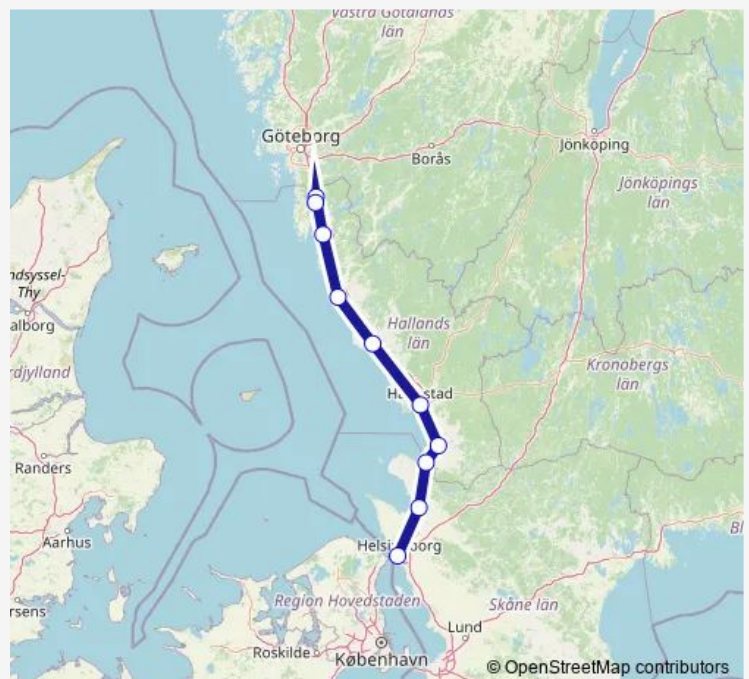 Västra Götalands
län
Göteborg
Borås
Jönköping
Jönköpings
län
ndsyssel-
Thy
alborg
Hallands
län
rdjylland
Kronobergs
län
stad
Randers
Aarhus
Helsi borg
Bl
Region Hovedstaden
Skåne län
rsens
Lund
Roskilde
København
© OpenStreetMap contributors